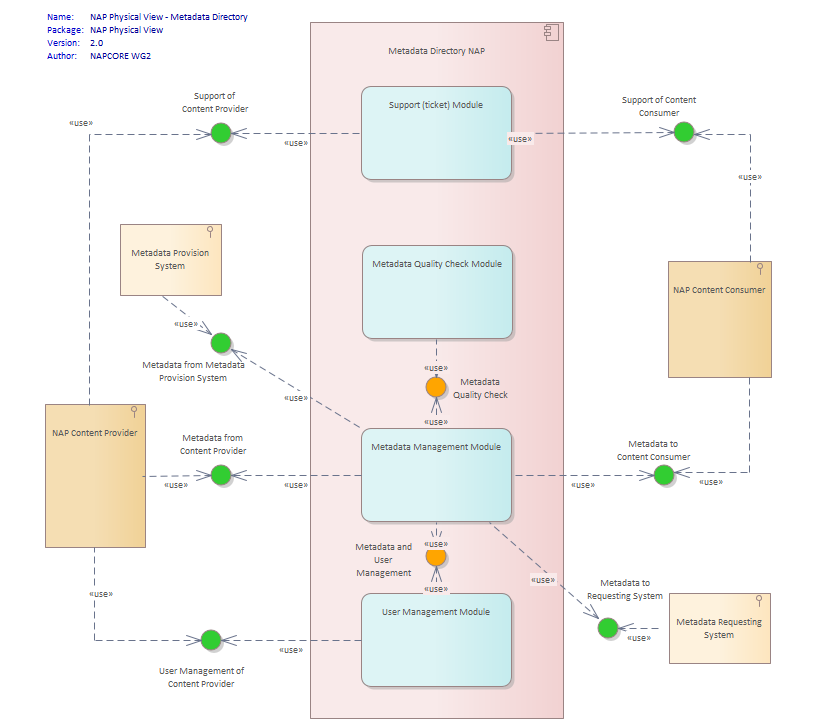 Name: NAP Physical View - Metadata Directory
Package: NAP Physical View
Version: 2.0
Author: NAPCORE WG2
Metadata Directory NAP
Support of
Content Provider
«use»
«use»
Support (ticket) Module
«use»
Support of Content
Consumer
«use»
Metadata Provision
System
«use»
Metadata from Metadata
Provision System
«use»
Metadata Quality Check Module
«use»
Metadata
Quality Check
«use»
NAP Content Consumer
NAP Content Provider
Metadata from
Content Provider
«use»
«use»
Metadata Management Module
«use»
Metadata to
Content Consumer
«use»
Metadata and
User
Management
«use»
«use»
«use»
Metadata to
Requesting System
«use»
Metadata Requesting
System
User Management Module
«use»
«use»
User Management of
Content Provider